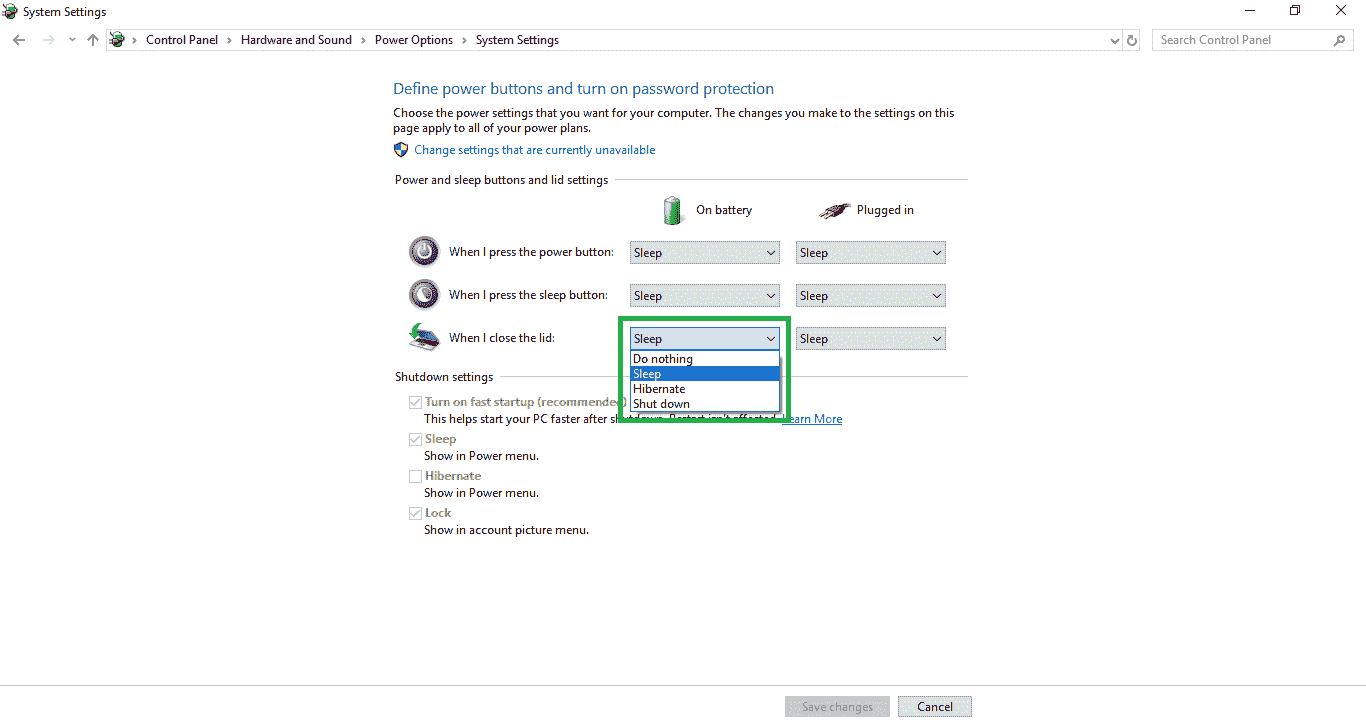 System Settings
Control Panel > Hardware and Sound > Power Options > System Settings
Search Control Panel
Define power buttons and turn on password protection
Choose the power settings that you want for your computer. The changes you make to the settings on this
page apply to all of your power plans.
Change settings that are currently unavailable
Power and sleep buttons and lid settings
On battery Plugged in
When I press the power button: Sleep Sleep
When I press the sleep button: Sleep Sleep
When I close the lid: Sleep Sleep
Do nothing
Sleep
Hibernate
Shut down
Shutdown settings
Turn on fast startup (recommended)
This helps start your PC faster after shutdown. Restart isn't affected. Learn More
Sleep
Show in Power menu.
Hibernate
Show in Power menu.
Lock
Show in account picture menu.
Save changes Cancel